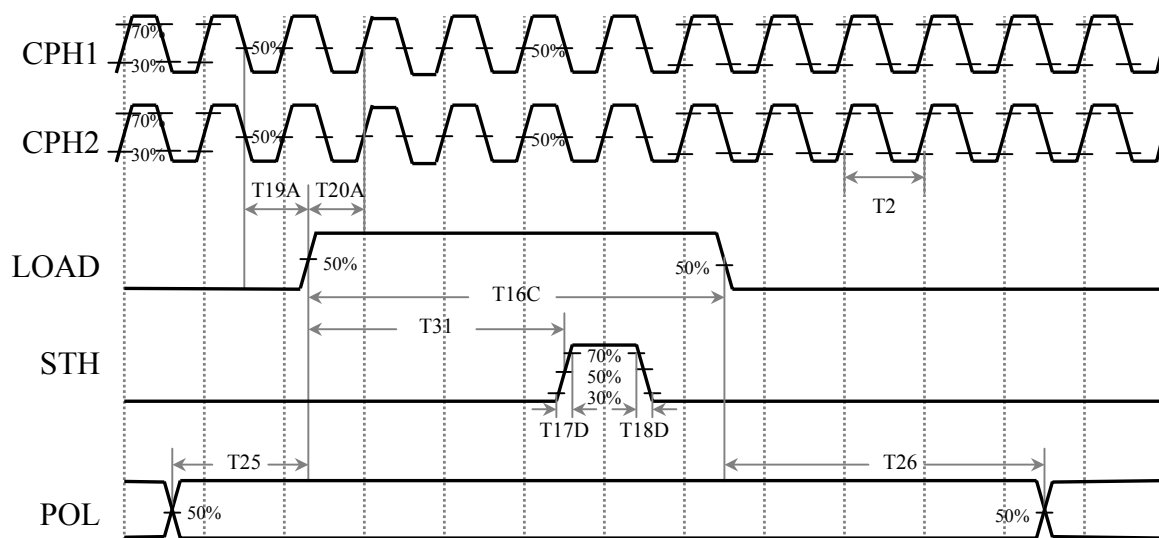 70%
CPH1
50%
50%
30%
70%
CPH2
50%
50%
30%
T19A
T20A
T2
LOAD
50%
50%
T16C
T31
STH
70%
50%
30%
T17D
T18D
T25
T26
POL
50%
50%